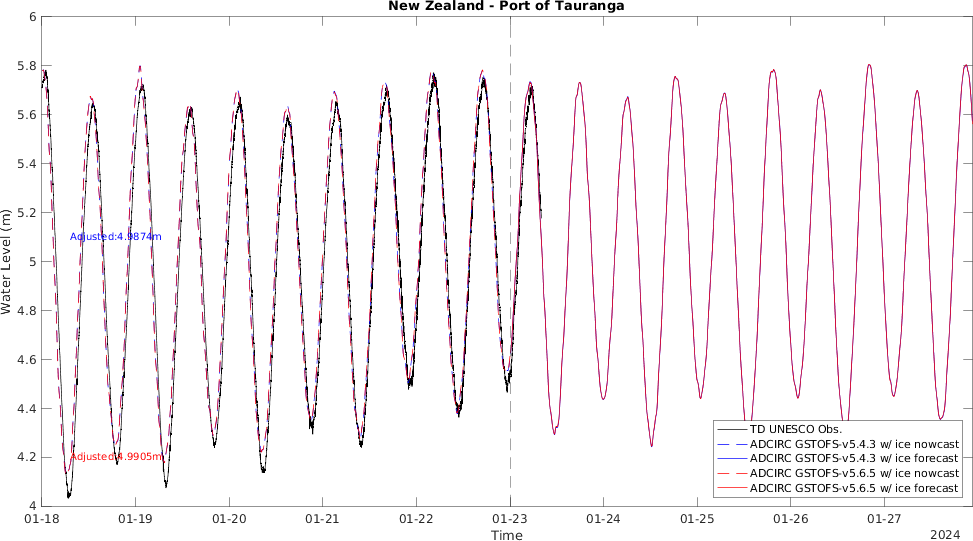 New Zealand - Port of Tauranga
6
5.8
5.6
5.4
5.2
5
4.8
4.6
4.4
4.2
4
Water Level (m)
Adjusted:4.9874m
Adjusted:4.9905m
TD UNESCO Obs.
ADCIRC GSTOFS-v5.4.3 w/ ice nowcast
ADCIRC GSTOFS-v5.4.3 w/ ice forecast
ADCIRC GSTOFS-v5.6.5 w/ ice nowcast
ADCIRC GSTOFS-v5.6.5 w/ ice forecast
01-18 01-19 01-20 01-21 01-22 01-23 01-24 01-25 01-26 01-27
Time
2024